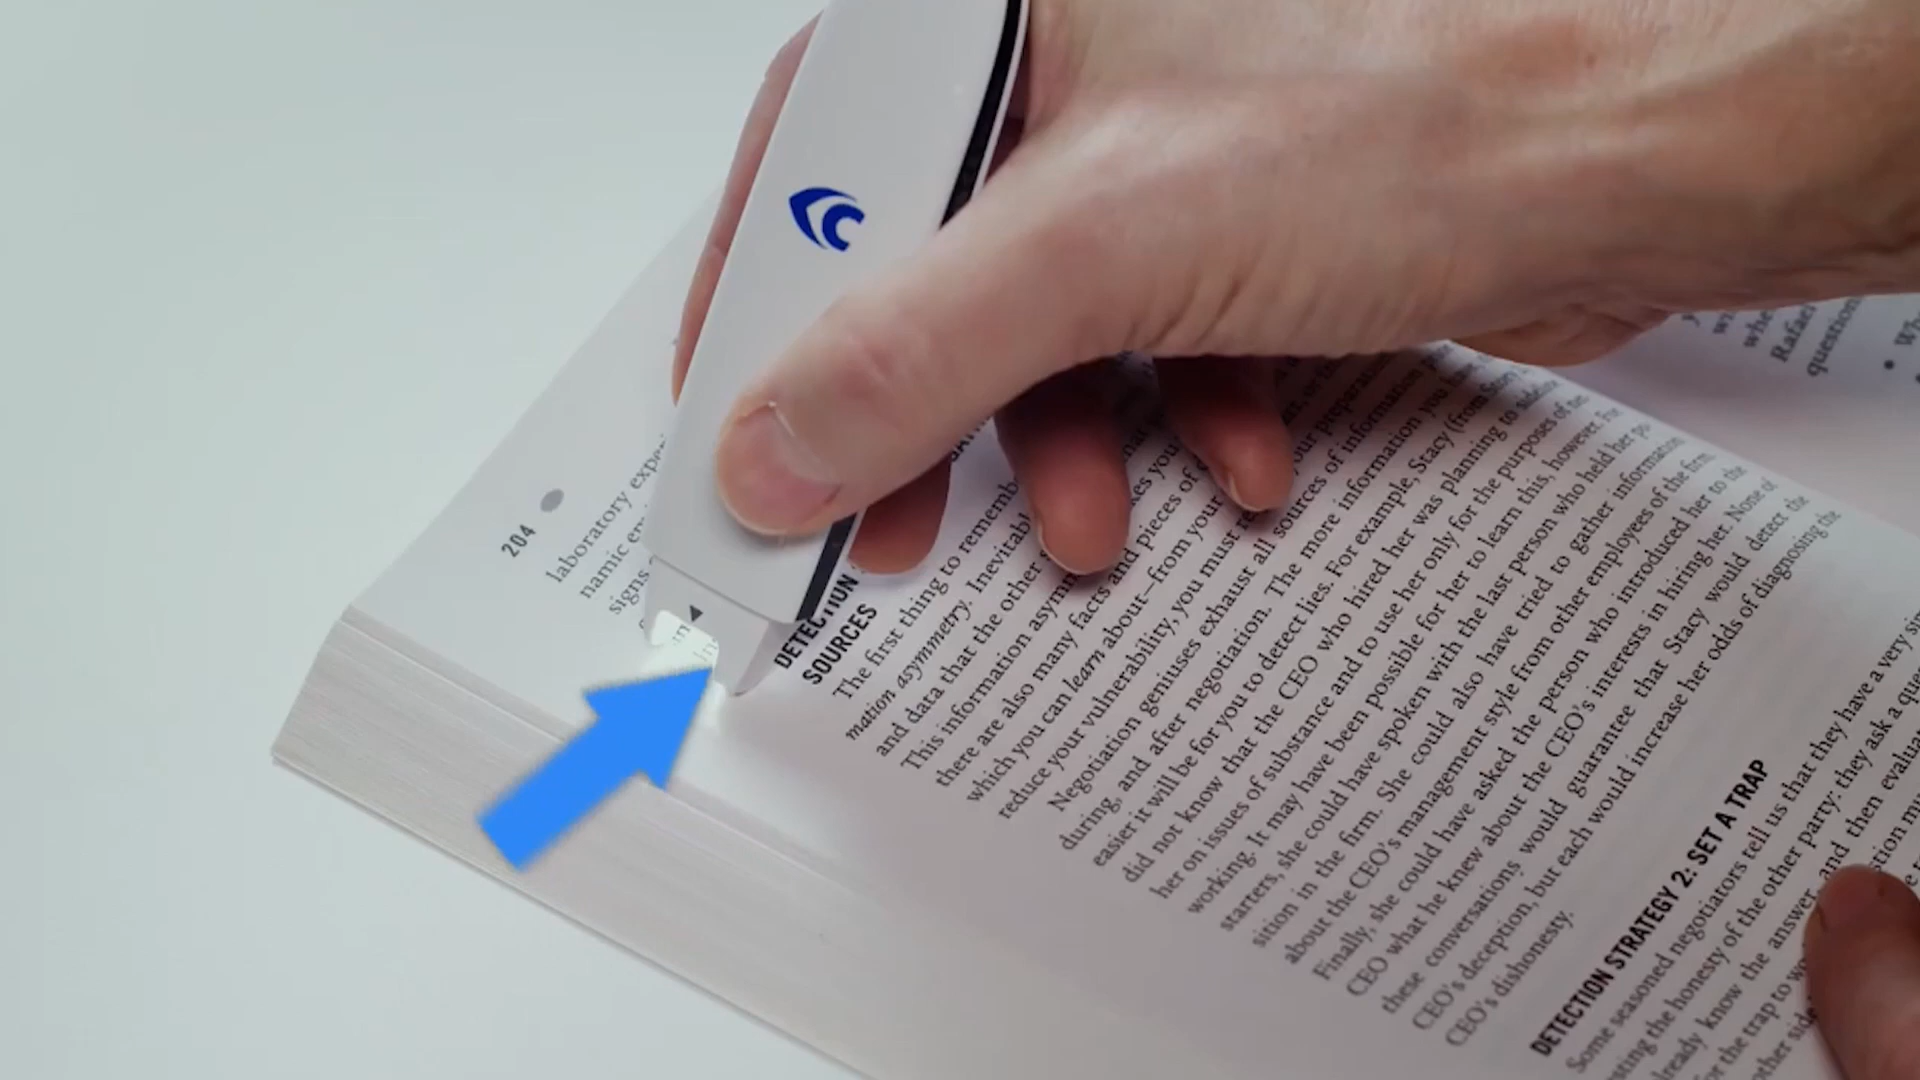 204
laboratory
namic
signs
DETECTION
SOURCES
The first thing to rememb
mation asymmetry. Inevitabl
and data that the other
This information asym
there are also many facts and pieces of
which you can learn about—from your
reduce your vulnerability, you must
Negotiation geniuses exhaust all sources of information
during, and after negotiation. The more information you
easier it will be for you to detect lies. For example, Stacy (from
did not know that the CEO who hired her was planning to
her on issues of substance and to use her only for the purposes of
working. It may have been possible for her to learn this, however. For
starters, she could have spoken with the last person who held her po-
sition in the firm. She could also have tried to gather information
about the CEO's management style from other employees of the firm.
Finally, she could have asked the person who introduced her to the
CEO what he knew about the CEO's interests in hiring her. None of
these conversations would guarantee that Stacy would detect the
CEO's deception, but each would increase her odds of diagnosing the
CEO's dishonesty.
DETECTION STRATEGY 2: SET A TRAP
Some seasoned negotiators tell us that they have a very
sting the honesty of the other party: they ask a
already know the answer, and then
for the trap to
other
Rafael
question